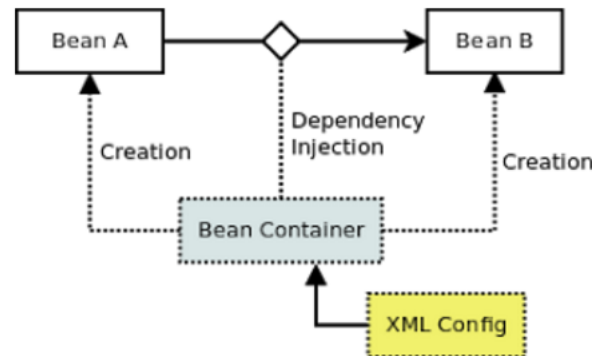 Bean A
Bean B
Dependency
Injection
Creation
Creation
Bean Container
XML Config